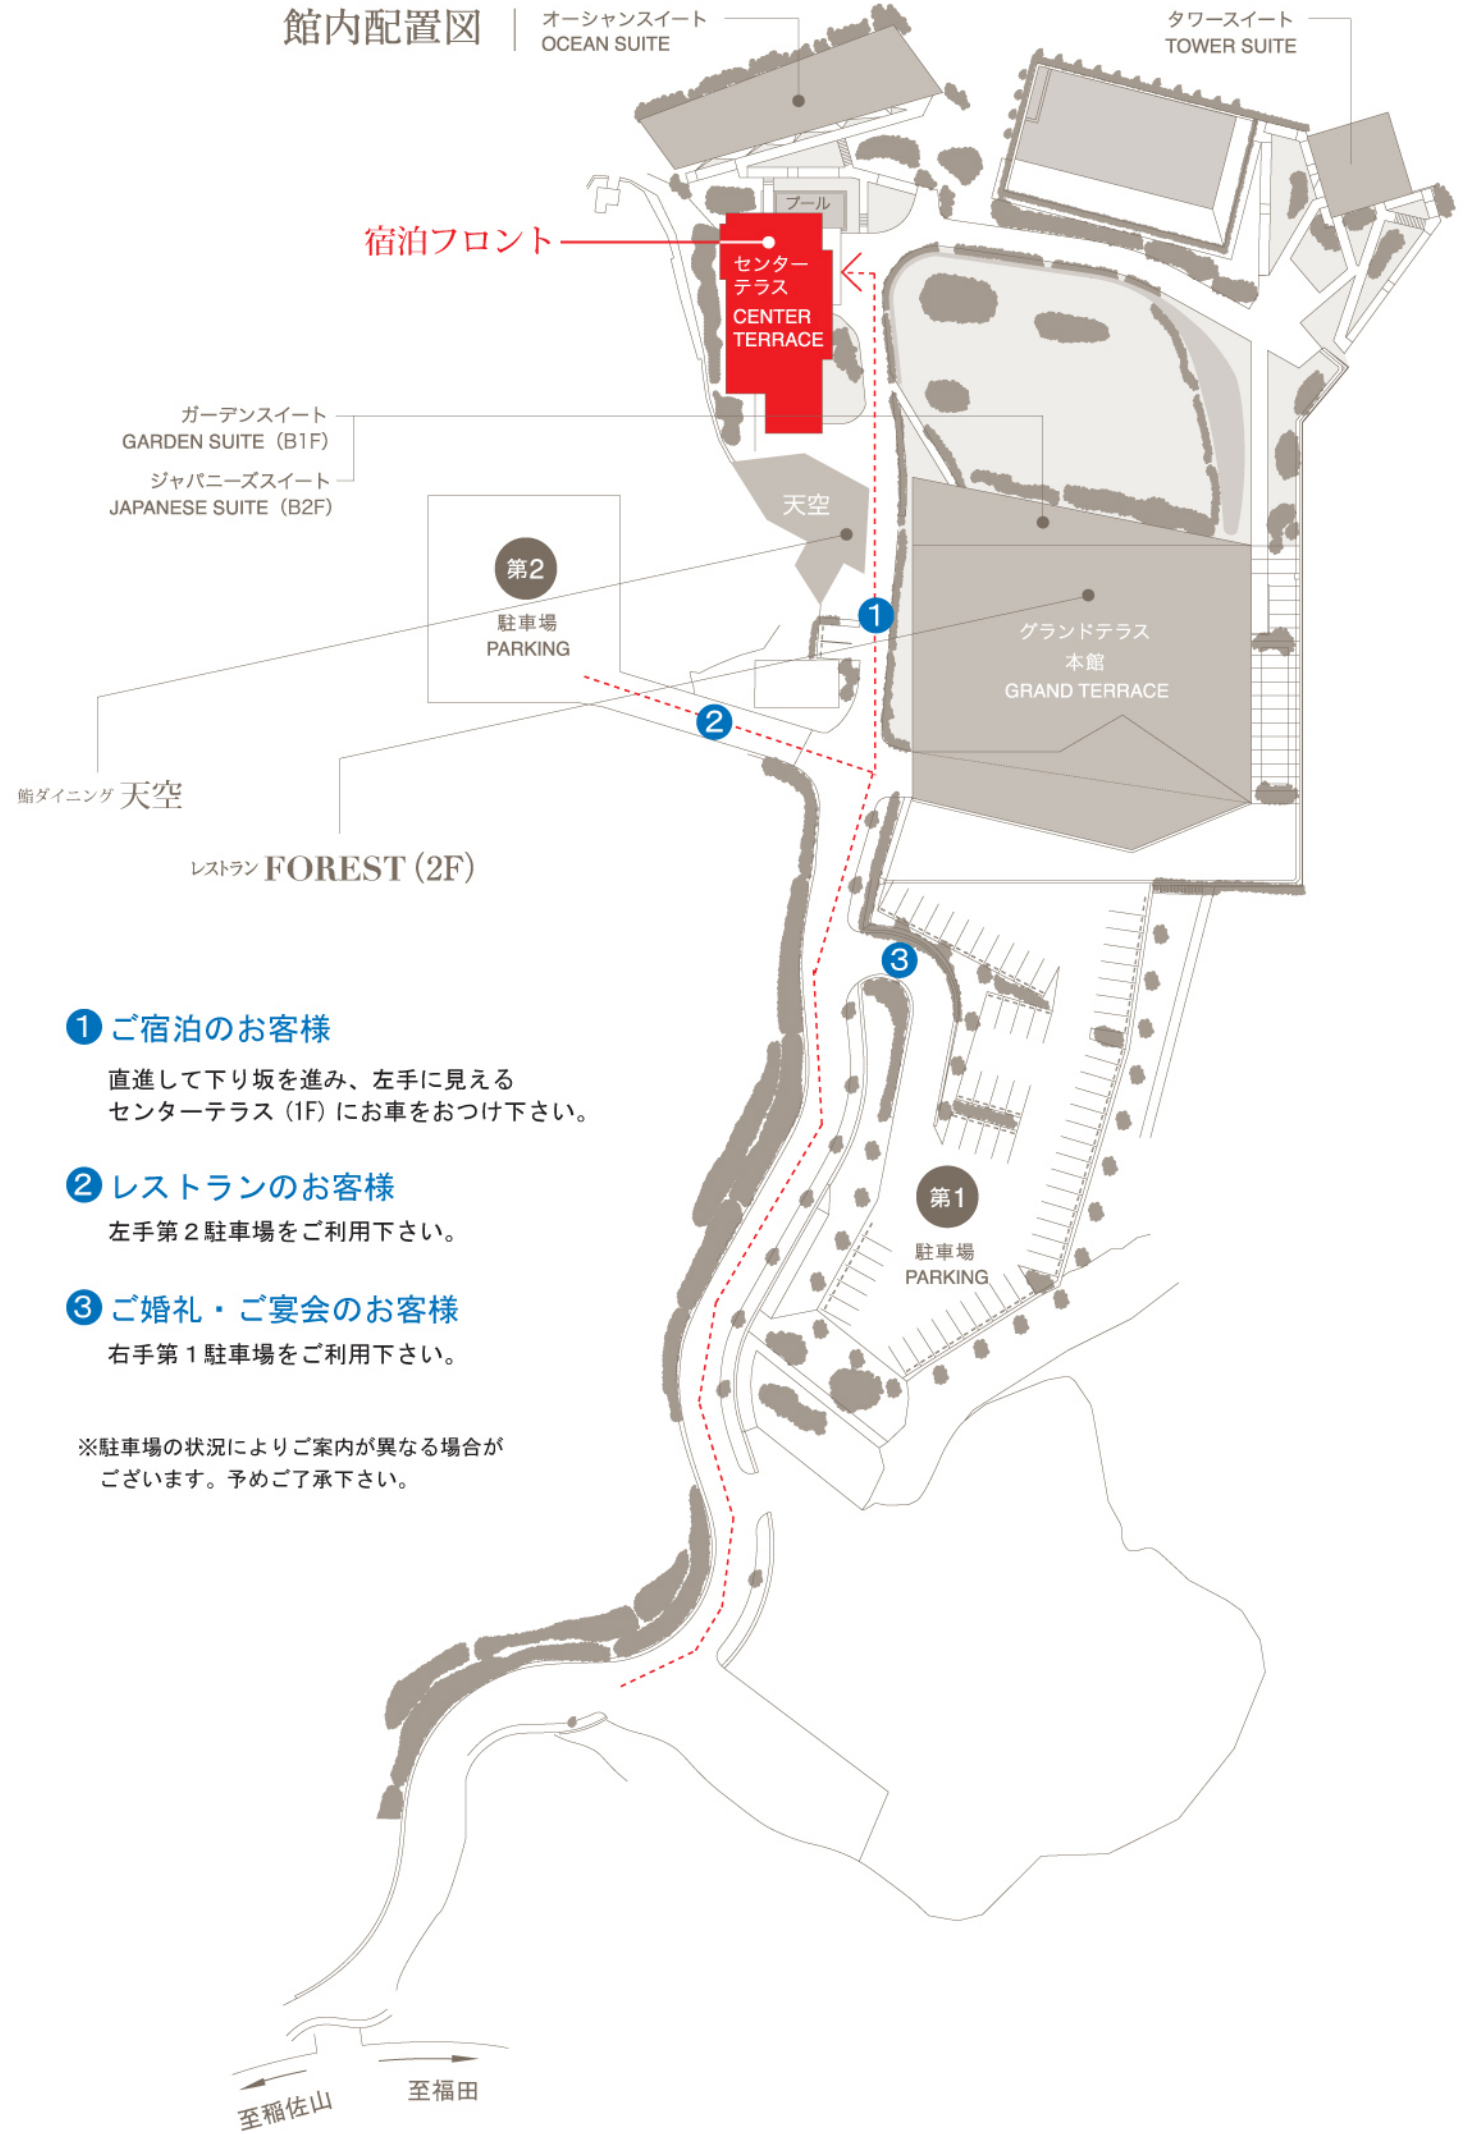 館内配置図
オーシャンスイート
OCEAN SUITE
タワースイート
TOWER SUITE
プール
宿泊フロント
センター
テラス
CENTER
TERRACE
ガーデンスイート
GARDEN SUITE（B1F）
ジャパニーズスイート
JAPANESE SUITE（B2F）
天空
第2
駐車場
PARKING
1
グランドテラス
本館
GRAND TERRACE
2
鮨ダイニング 天空
レストラン FOREST（2F）
3
1 ご宿泊のお客様
直進して下り坂を進み、左手に見える
センターテラス（1F）にお車をおつけ下さい。
2 レストランのお客様
左手第２駐車場をご利用下さい。
3 ご婚礼・ご宴会のお客様
右手第１駐車場をご利用下さい。
第1
駐車場
PARKING
※駐車場の状況によりご案内が異なる場合が
ございます。予めご了承下さい。
至福田
至稲佐山